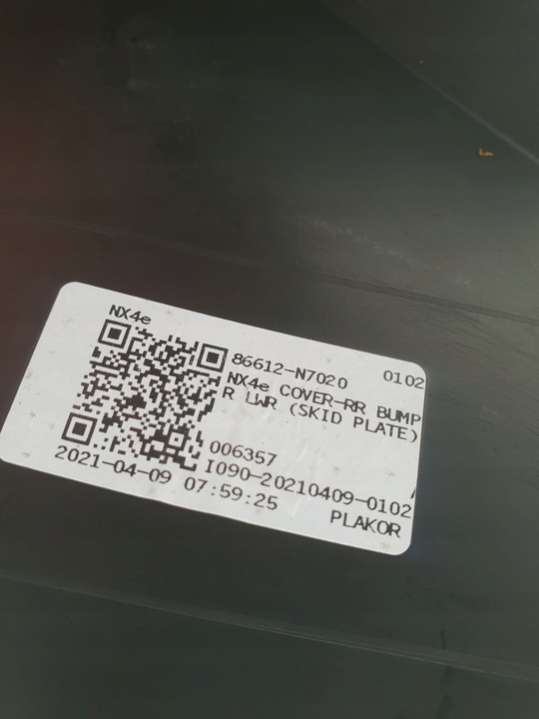 NX4e
86612-N7020 0102
NX4e COVER-RR BUMP
R LWR (SKID PLATE)
006357
I090-20210409-0102
2021-04-09 07:59:25
PLAKOR